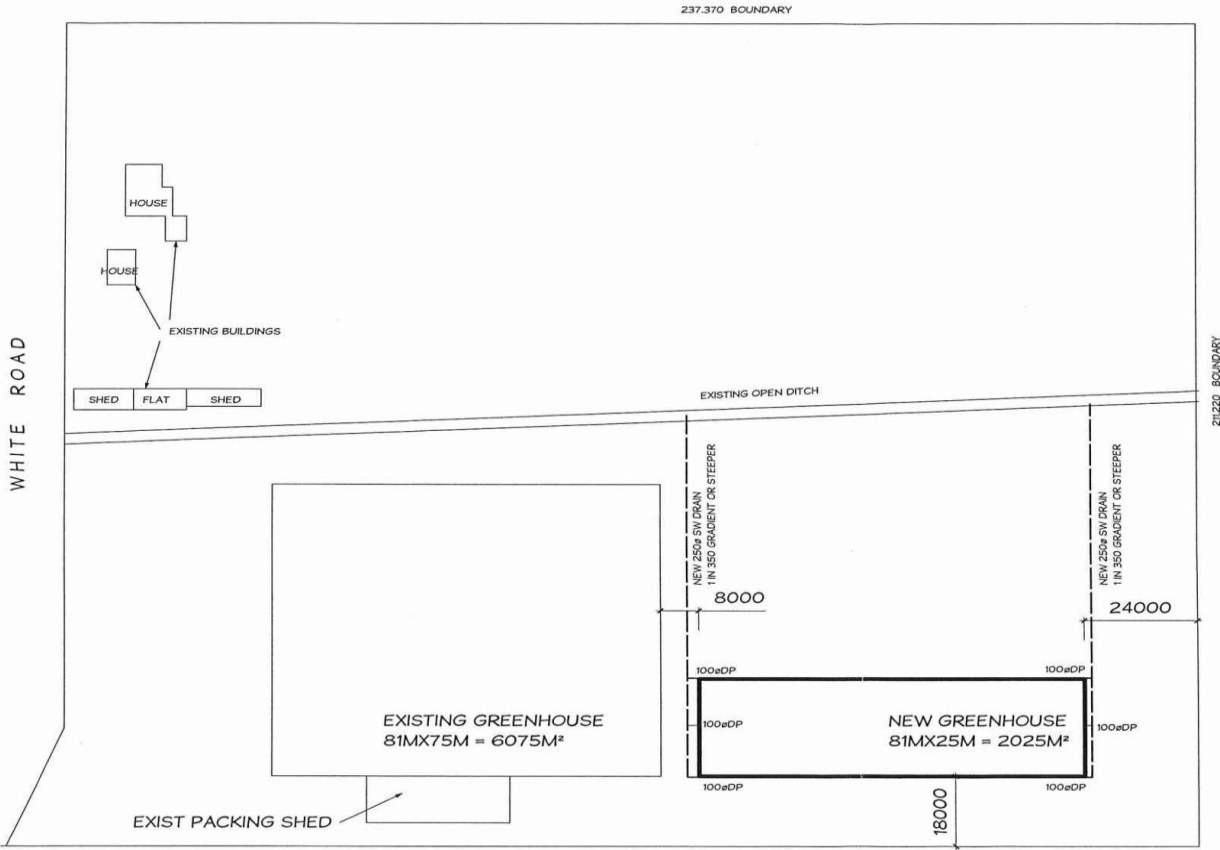 237.370 BOUNDARY
HOUSE
HOUSE
EXISTING BUILDINGS
WHITE ROAD
SHED
FLAT
SHED
EXISTING OPEN DITCH
211.220 BOUNDARY
NEW 250ø SW DRAIN
1 IN 350 GRADIENT OR STEEPER
NEW 250ø SW DRAIN
1 IN 350 GRADIENT OR STEEPER
8000
24000
100øDP
100øDP
EXISTING GREENHOUSE
81MX75M = 6075M²
100øDP
NEW GREENHOUSE
81MX25M = 2025M²
100øDP
100øDP
100øDP
EXIST PACKING SHED
18000